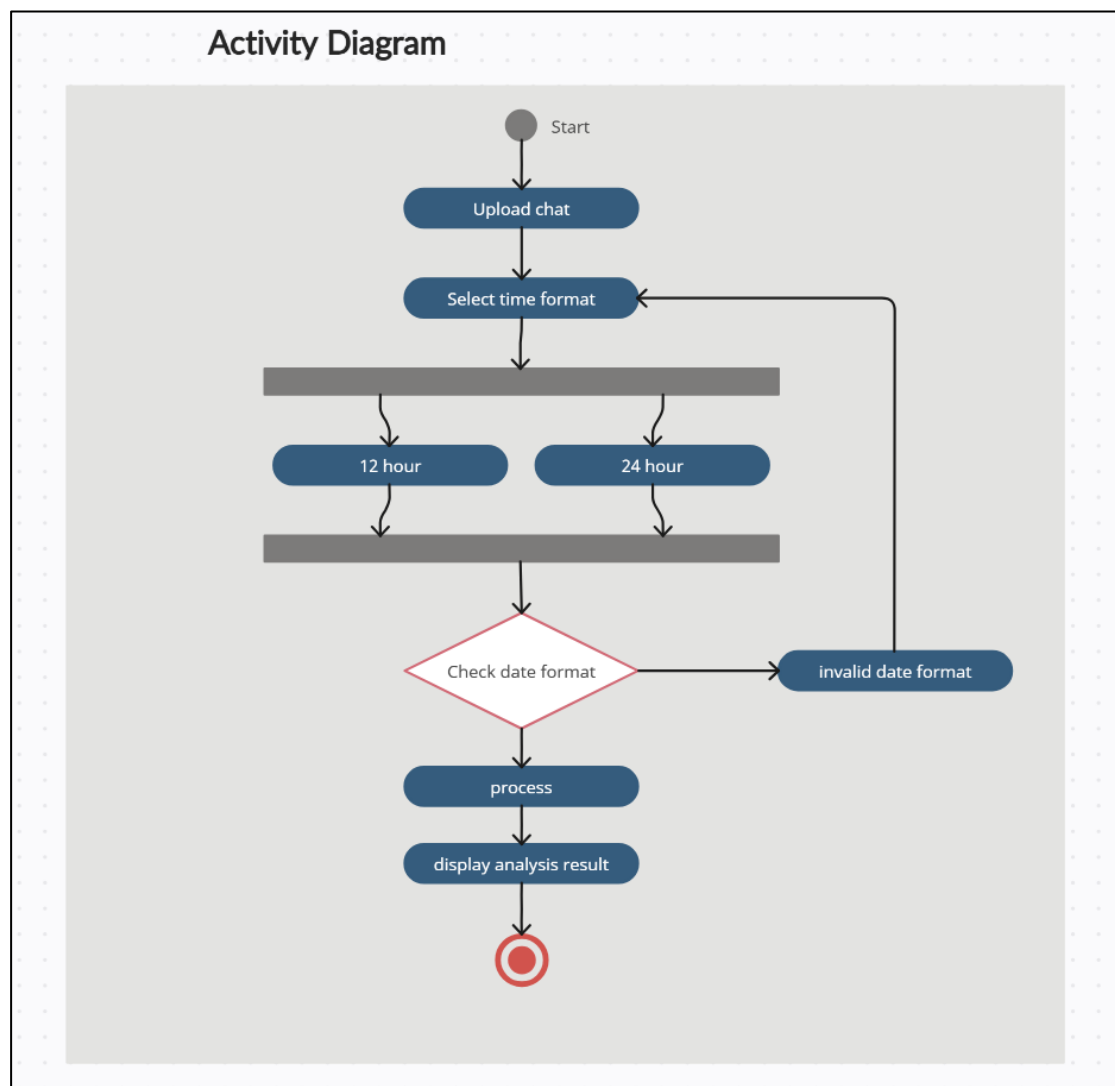 Activity Diagram
Start
Upload chat
Select time format
12 hour
24 hour
Check date format
invalid date format
process
display analysis result